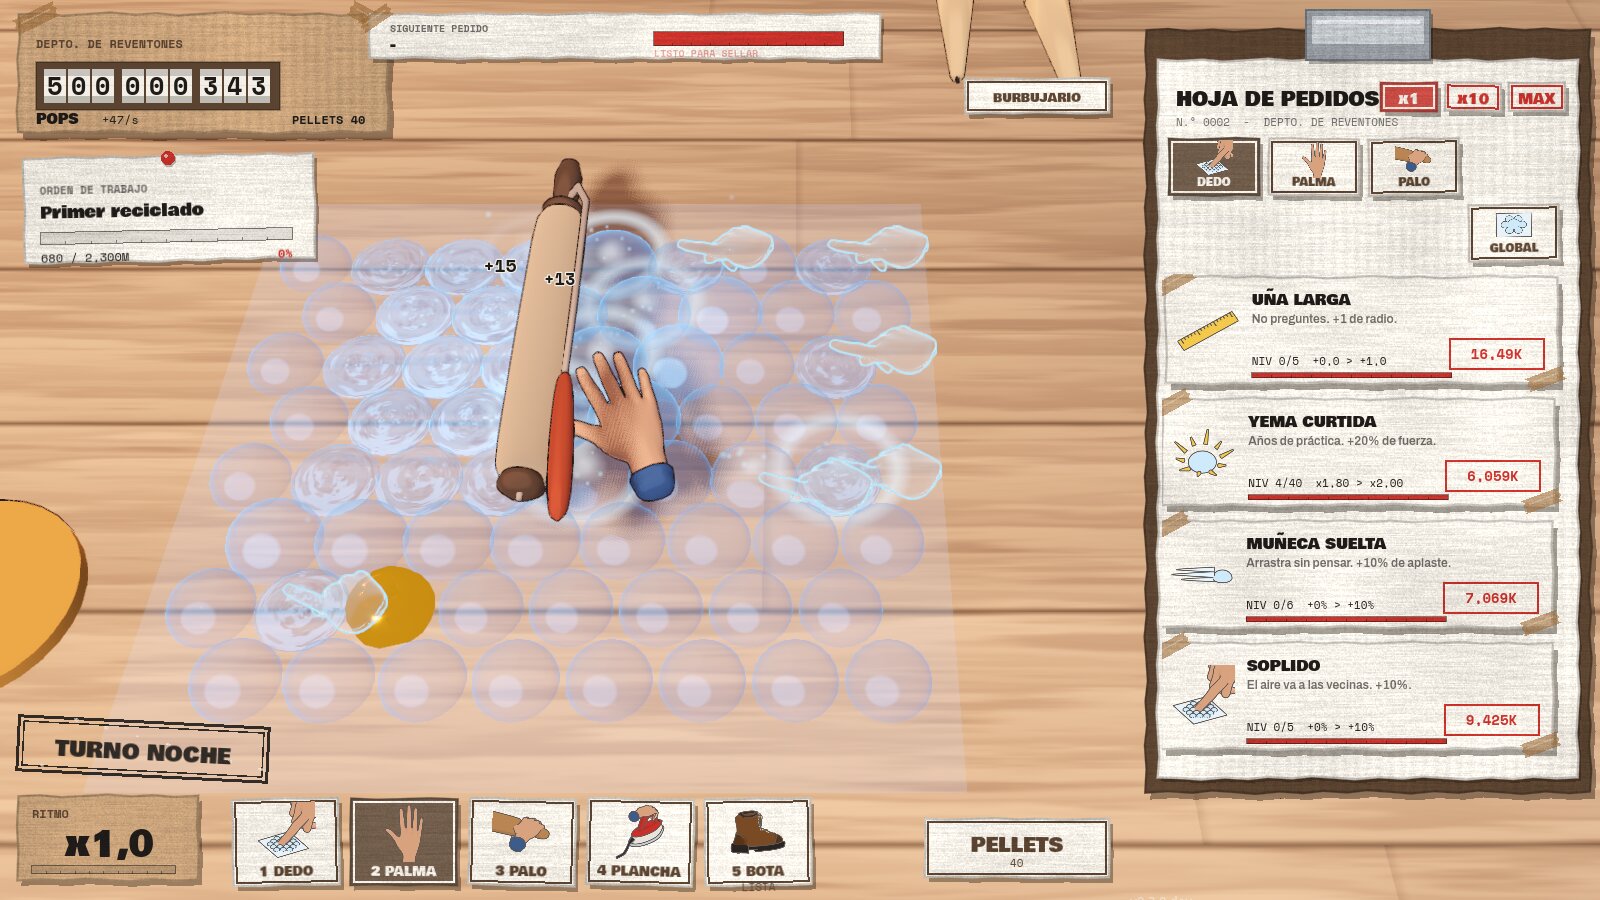 DEPTO. DE REVENTONES
500 000 343
POPS +47/s PELLETS 40
SIGUIENTE PEDIDO
-
LISTO PARA SELLAR
BURBUJARIO
ORDEN DE TRABAJO
Primer reciclado
0%
680 / 2,300M
+15
+13
HOJA DE PEDIDOS x1 x10 MAX
N.° 0002 - DEPTO. DE REVENTONES
DEDO PALMA PALO
GLOBAL
UÑA LARGA
No preguntes. +1 de radio.
NIV 0/5 +0,0 > +1,0 16,49K
YEMA CURTIDA
Años de práctica. +20% de fuerza.
NIV 4/40 x1,80 > x2,00 6,059K
MUÑECA SUELTA
Arrastra sin pensar. +10% de aplaste.
NIV 0/6 +0% > +10% 7,069K
SOPLIDO
El aire va a las vecinas. +10%.
NIV 0/5 +0% > +10% 9,425K
TURNO NOCHE
RITMO
x1,0
1 DEDO 2 PALMA 3 PALO 4 PLANCHA 5 BOTA
LISTA
PELLETS
40